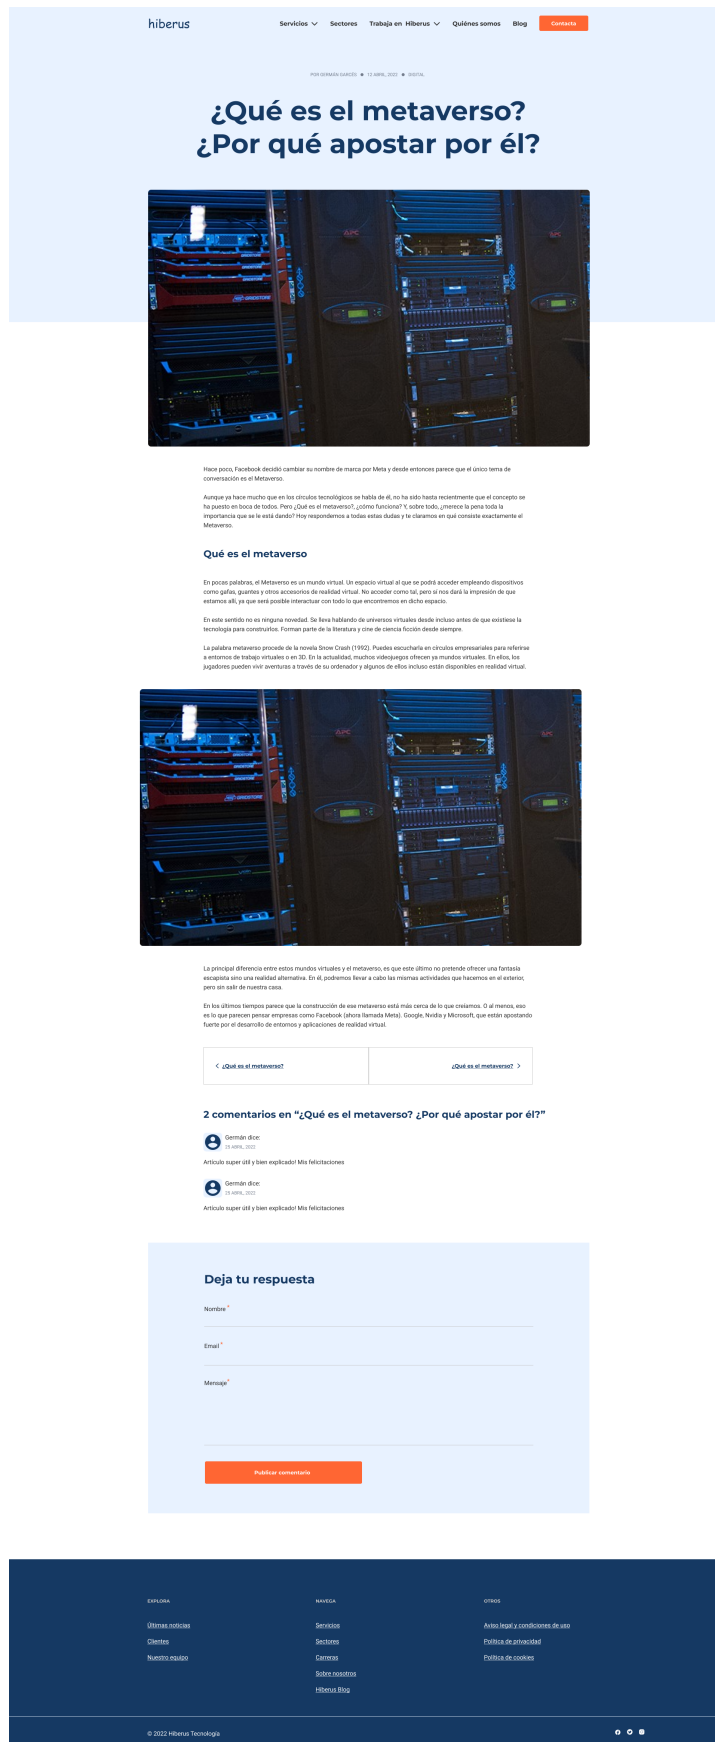 hiberus
Servicios Sectores Trabaja en Hiberus Quiénes somos Blog Contacta
POR GERMÁN GARCÉS 12 ABRIL, 2022 DIGITAL
¿Qué es el metaverso?
¿Por qué apostar por él?
APC
APC
GRIDSTORE
Hace poco, Facebook decidió cambiar su nombre de marca por Meta y desde entonces parece que el único tema de
conversación es el Metaverso.
Aunque ya hace mucho que en los círculos tecnológicos se habla de él, no ha sido hasta recientemente que el concepto se
ha puesto en boca de todos. Pero ¿Qué es el metaverso?, ¿cómo funciona? Y, sobre todo, ¿merece la pena toda la
importancia que se le está dando? Hoy respondemos a todas estas dudas y te claramos en qué consiste exactamente el
Metaverso.
Qué es el metaverso
En pocas palabras, el Metaverso es un mundo virtual. Un espacio virtual al que se podrá acceder empleando dispositivos
como gafas, guantes y otros accesorios de realidad virtual. No acceder como tal, pero sí nos dará la impresión de que
estamos allí, ya que será posible interactuar con todo lo que encontremos en dicho espacio.
En este sentido no es ninguna novedad. Se lleva hablando de universos virtuales desde incluso antes de que existiese la
tecnología para construirlos. Forman parte de la literatura y cine de ciencia ficción desde siempre.
La palabra metaverso procede de la novela Snow Crash (1992). Puedes escucharla en círculos empresariales para referirse
a entornos de trabajo virtuales o en 3D. En la actualidad, muchos videojuegos ofrecen ya mundos virtuales. En ellos, los
jugadores pueden vivir aventuras a través de su ordenador y algunos de ellos incluso están disponibles en realidad virtual.
APC
APC
GRIDSTORE
La principal diferencia entre estos mundos virtuales y el metaverso, es que este último no pretende ofrecer una fantasía
escapista sino una realidad alternativa. En él, podremos llevar a cabo las mismas actividades que hacemos en el exterior,
pero sin salir de nuestra casa.
En los últimos tiempos parece que la construcción de ese metaverso está más cerca de lo que creíamos. O al menos, eso
es lo que parecen pensar empresas como Facebook (ahora llamada Meta). Google, Nvidia y Microsoft, que están apostando
fuerte por el desarrollo de entornos y aplicaciones de realidad virtual.
¿Qué es el metaverso? ¿Qué es el metaverso?
2 comentarios en “¿Qué es el metaverso? ¿Por qué apostar por él?”
Germán dice:
25 ABRIL, 2022
Artículo super útil y bien explicado! Mis felicitaciones
Germán dice:
25 ABRIL, 2022
Artículo super útil y bien explicado! Mis felicitaciones
Deja tu respuesta
Nombre *
Email *
Mensaje *
Publicar comentario
EXPLORA
Últimas noticias
Clientes
Nuestro equipo
NAVEGA
Servicios
Sectores
Carreras
Sobre nosotros
Hiberus Blog
OTROS
Aviso legal y condiciones de uso
Política de privacidad
Política de cookies
© 2022 Hiberus Tecnología